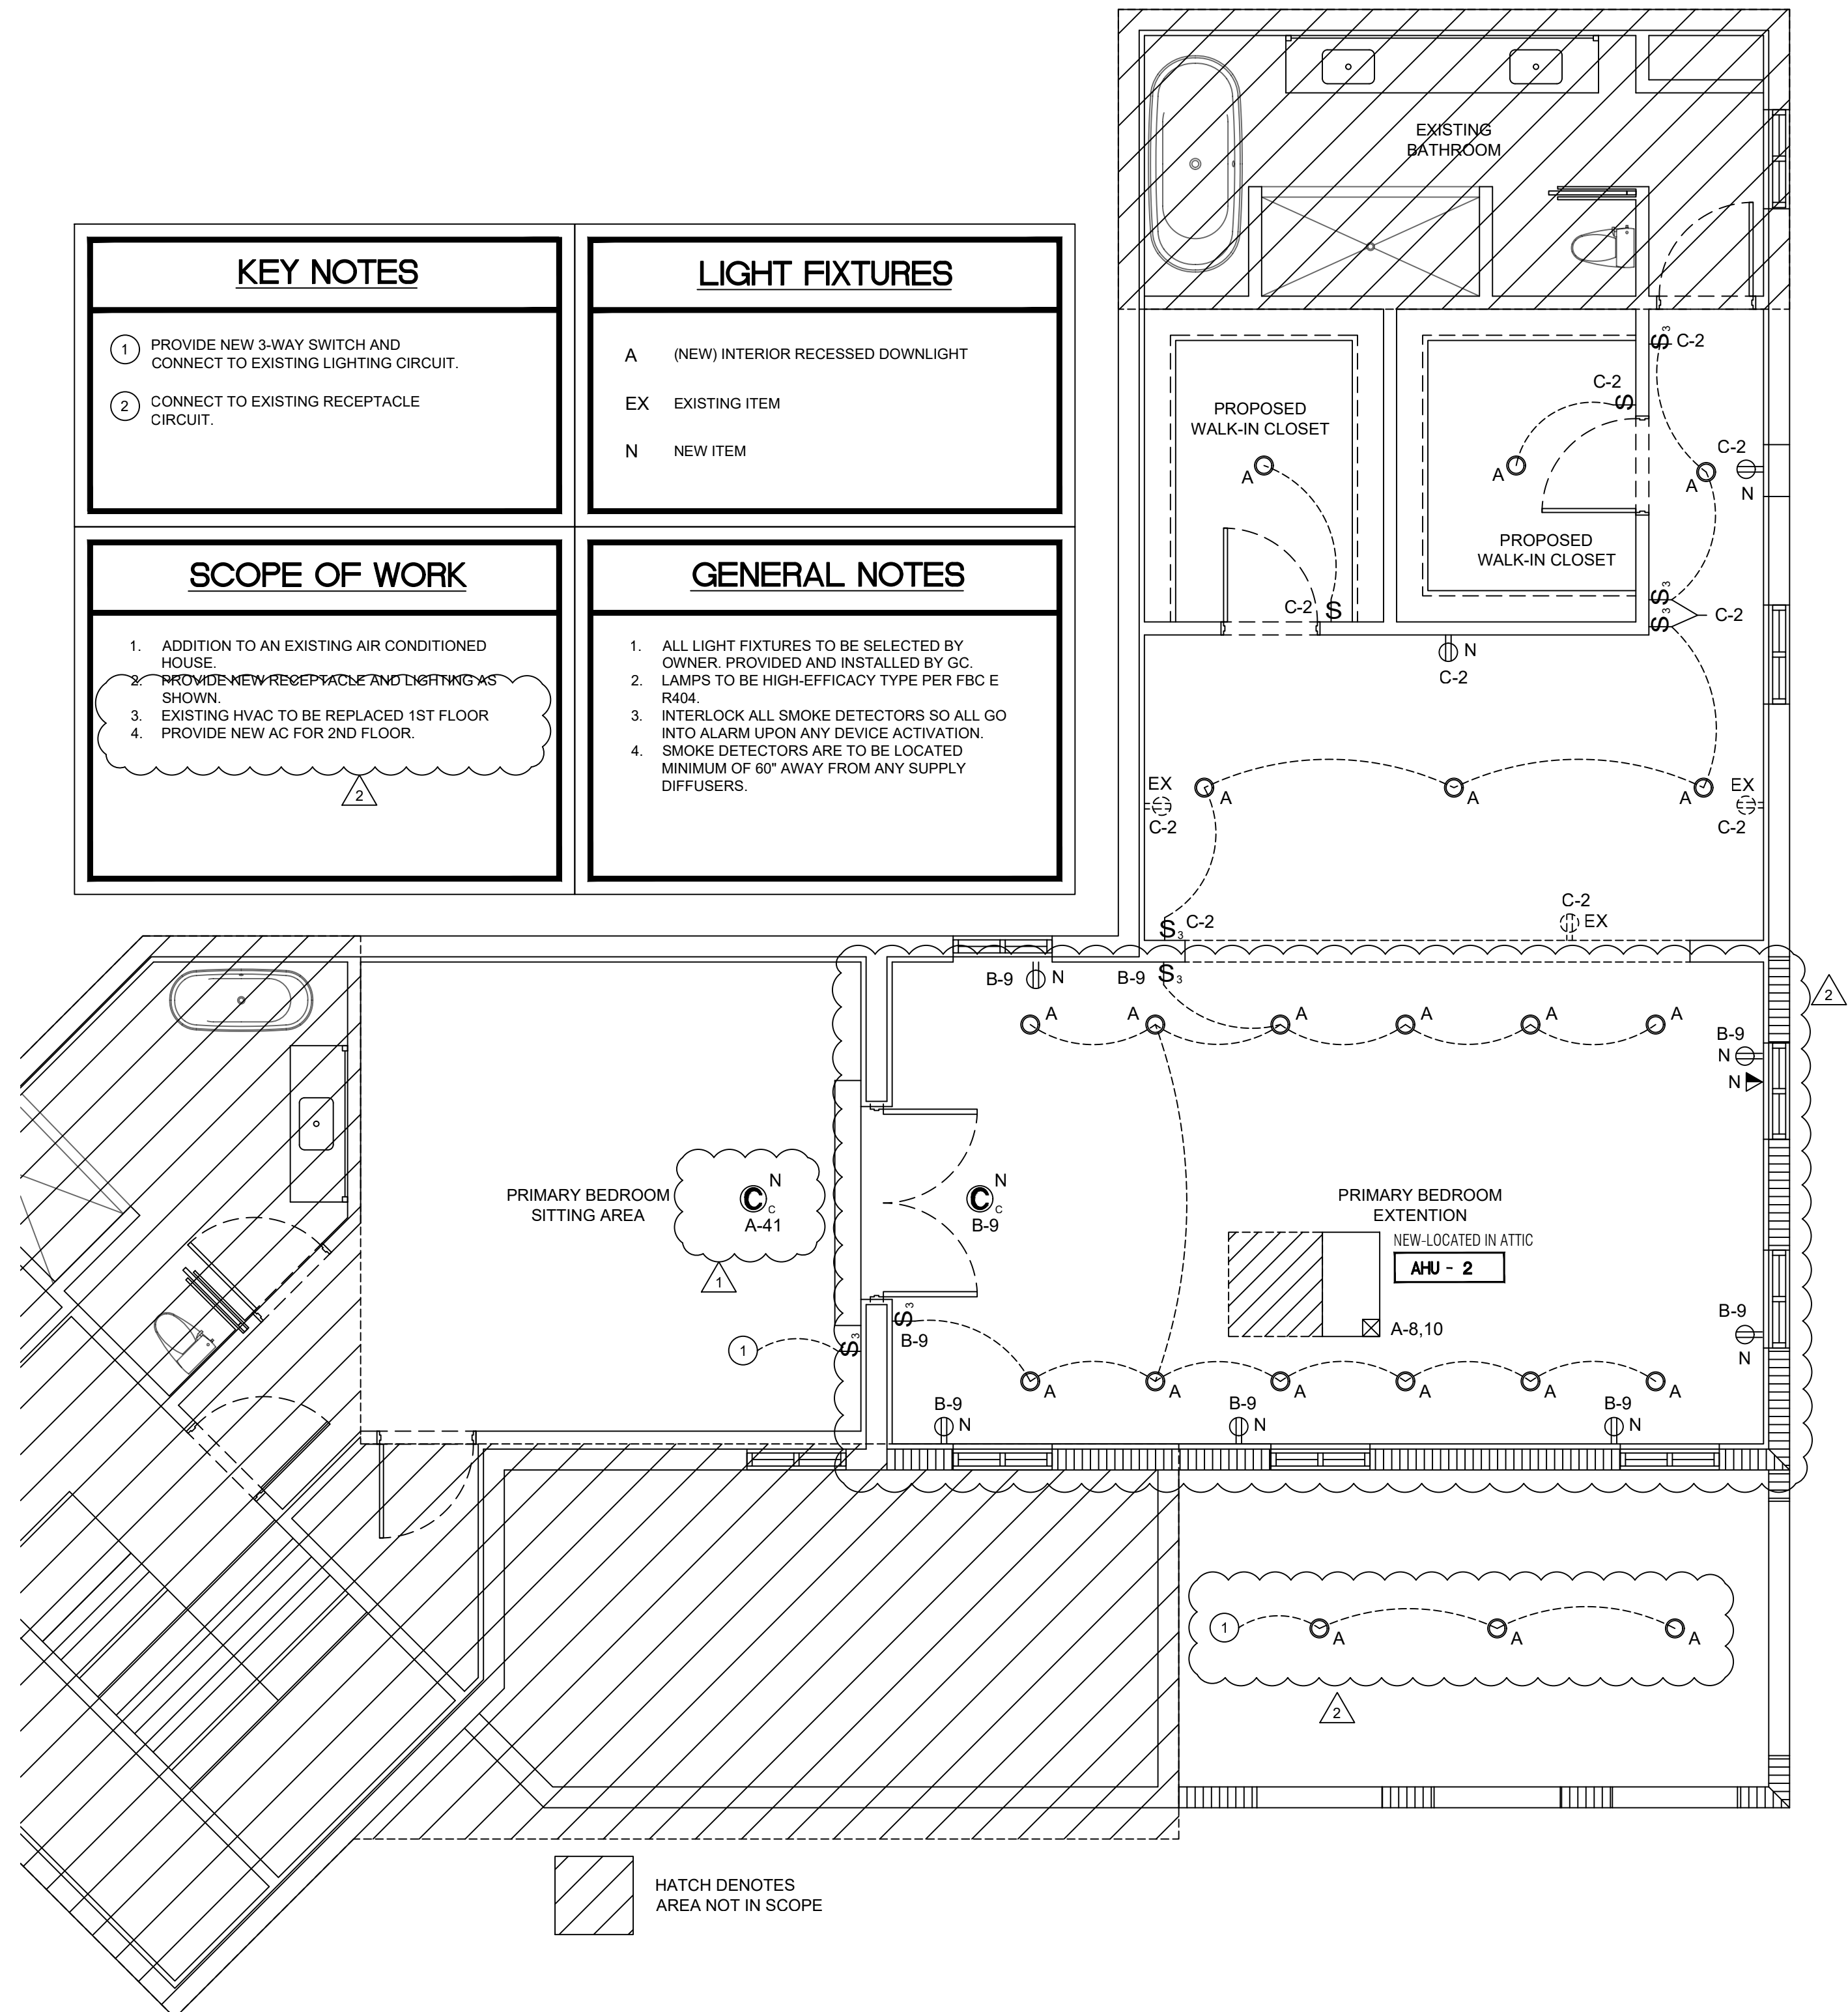 EXISTING
BATHROOM
KEY NOTES
1 PROVIDE NEW 3-WAY SWITCH AND
CONNECT TO EXISTING LIGHTING CIRCUIT.
2 CONNECT TO EXISTING RECEPTACLE
CIRCUIT.
LIGHT FIXTURES
A (NEW) INTERIOR RECESSED DOWNLIGHT
EX EXISTING ITEM
N NEW ITEM
SCOPE OF WORK
1. ADDITION TO AN EXISTING AIR CONDITIONED
HOUSE.
2. PROVIDE NEW RECEPTACLE AND LIGHTING AS
SHOWN.
3. EXISTING HVAC TO BE REPLACED 1ST FLOOR
4. PROVIDE NEW AC FOR 2ND FLOOR.
2
GENERAL NOTES
1. ALL LIGHT FIXTURES TO BE SELECTED BY
OWNER. PROVIDED AND INSTALLED BY GC.
2. LAMPS TO BE HIGH-EFFICACY TYPE PER FBC E
R404.
3. INTERLOCK ALL SMOKE DETECTORS SO ALL GO
INTO ALARM UPON ANY DEVICE ACTIVATION.
4. SMOKE DETECTORS ARE TO BE LOCATED
MINIMUM OF 60" AWAY FROM ANY SUPPLY
DIFFUSERS.
S3 C-2
C-2
S
PROPOSED
WALK-IN CLOSET
A
A
A
C-2
N
PROPOSED
WALK-IN CLOSET
C-2 S
S3
S3
C-2
N
C-2
EX
C-2
A
A
A
EX
C-2
C-2
EX
S3 C-2
B-9 N
B-9 S3
2
A
A
A
A
A
A
B-9
N
N
PRIMARY BEDROOM
SITTING AREA
N
C C
A-41
1
N
C C
B-9
PRIMARY BEDROOM
EXTENTION
NEW-LOCATED IN ATTIC
AHU - 2
A-8,10
B-9
N
1
S3
S3
B-9
A
A
A
A
A
A
B-9
N
B-9
N
B-9
N
1
A
A
A
2
HATCH DENOTES
AREA NOT IN SCOPE